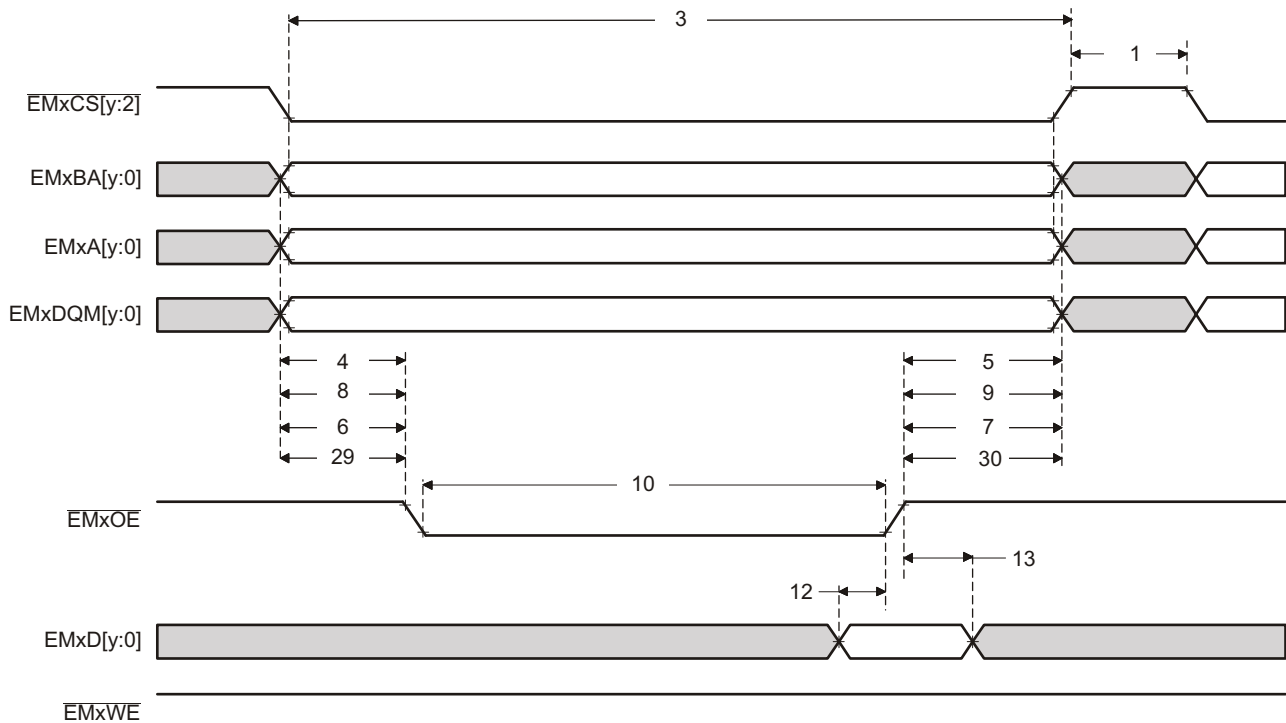 3
1
EMxCS[y:2]
EMxBA[y:0]
EMxA[y:0]
EMxDQM[y:0]
4 5
8 9
6 7
29 30
10
EMxOE
13
12
EMxD[y:0]
EMxWE